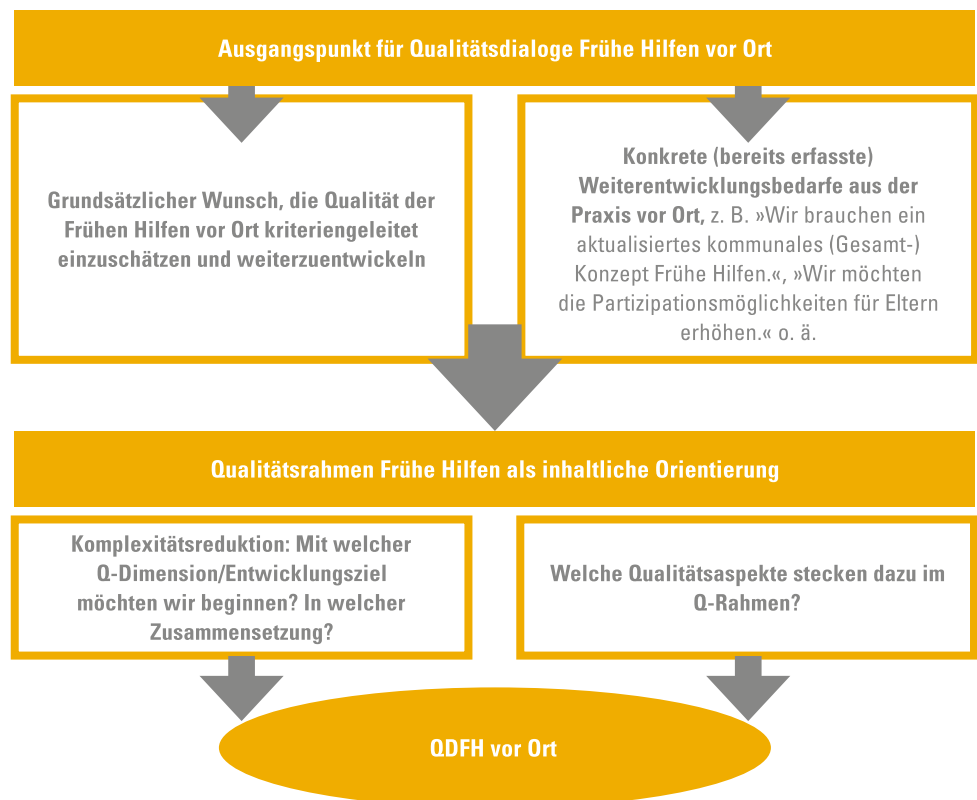 Ausgangspunkt für Qualitätsdialoge Frühe Hilfen vor Ort
Grundsätzlicher Wunsch, die Qualität der
Frühen Hilfen vor Ort kriteriengeleitet
einzuschätzen und weiterzuentwickeln
Konkrete (bereits erfasste)
Weiterentwicklungsbedarfe aus der
Praxis vor Ort, z. B. »Wir brauchen ein
aktualisiertes kommunales (Gesamt-)
Konzept Frühe Hilfen.«, »Wir möchten
die Partizipationsmöglichkeiten für Eltern
erhöhen.« o. ä.
Qualitätsrahmen Frühe Hilfen als inhaltliche Orientierung
Komplexitätsreduktion: Mit welcher
Q-Dimension/Entwicklungsziel
möchten wir beginnen? In welcher
Zusammensetzung?
Welche Qualitätsaspekte stecken dazu im
Q-Rahmen?
QDFH vor Ort